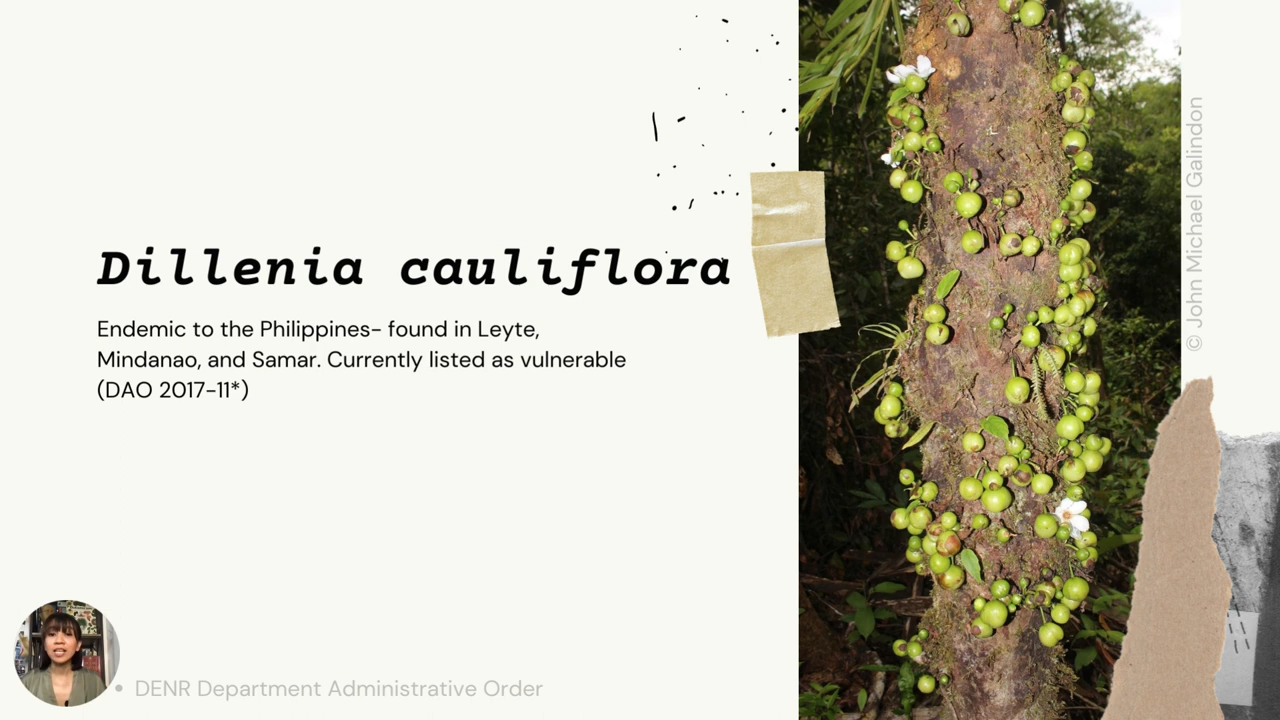 Dillenia cauliflora
Endemic to the Philippines- found in Leyte,
Mindanao, and Samar. Currently listed as vulnerable
(DAO 2017-11*)
© John Michael Galindon
• DENR Department Administrative Order